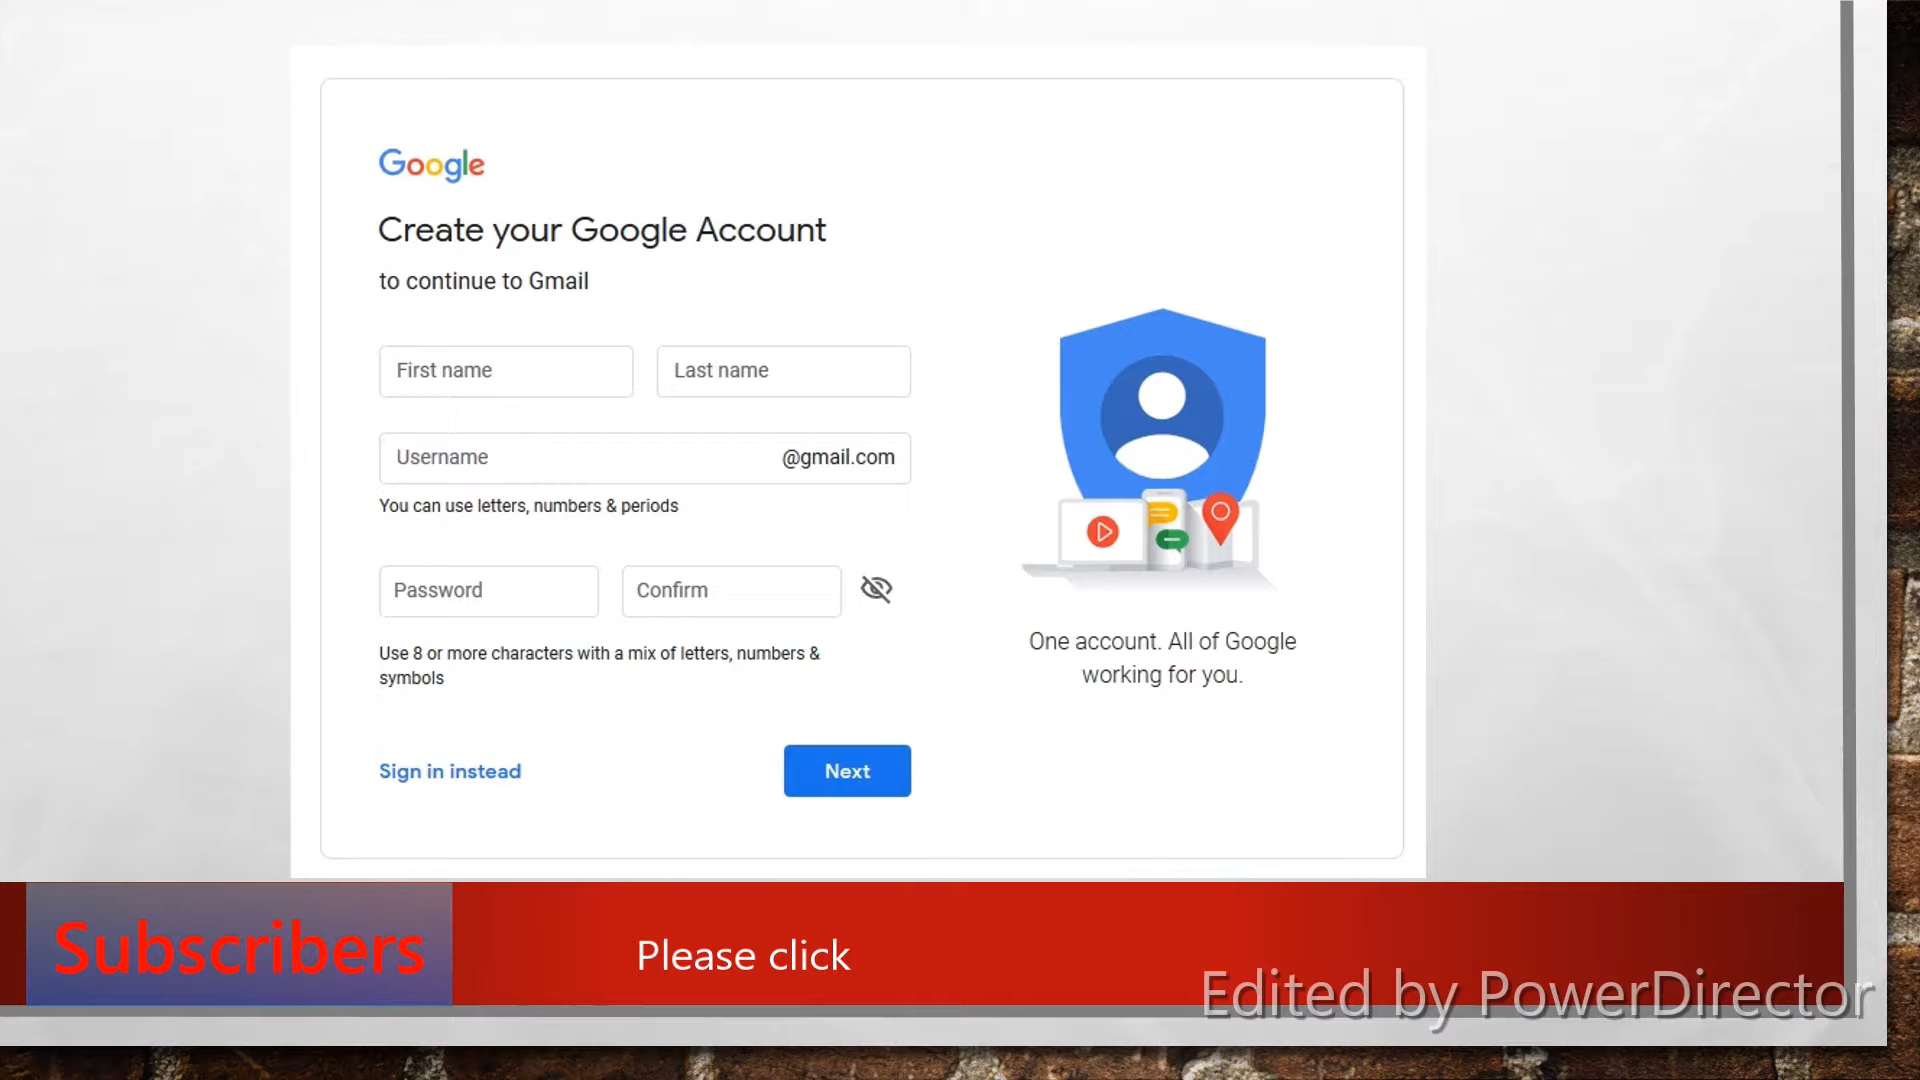 Google
Create your Google Account
to continue to Gmail
First name Last name
Username @gmail.com
You can use letters, numbers & periods
Password Confirm
Use 8 or more characters with a mix of letters, numbers &
symbols
Sign in instead Next
One account. All of Google
working for you.
Subscribers
Please click
Edited by PowerDirector